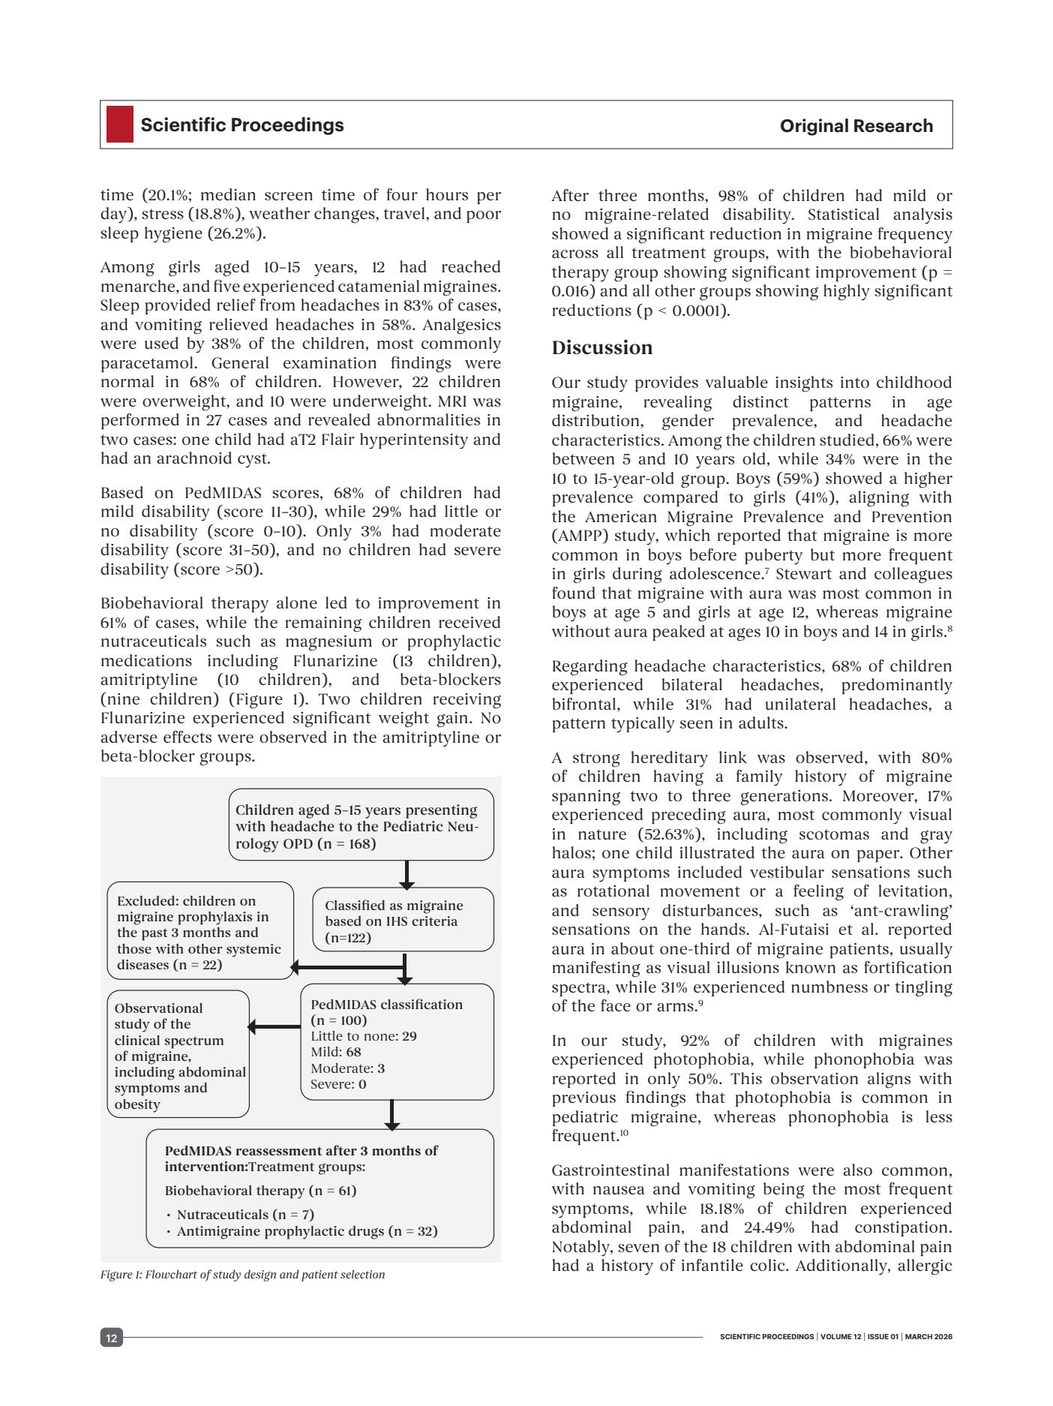 Scientific Proceedings
Original Research
time (20.1%; median screen time of four hours per
day), stress (18.8%), weather changes, travel, and poor
sleep hygiene (26.2%).
Among girls aged 10–15 years, 12 had reached
menarche, and five experienced catamenial migraines.
Sleep provided relief from headaches in 83% of cases,
and vomiting relieved headaches in 58%. Analgesics
were used by 38% of the children, most commonly
paracetamol. General examination findings were
normal in 68% of children. However, 22 children
were overweight, and 10 were underweight. MRI was
performed in 27 cases and revealed abnormalities in
two cases: one child had aT2 Flair hyperintensity and
had an arachnoid cyst.
Based on PedMIDAS scores, 68% of children had
mild disability (score 11–30), while 29% had little or
no disability (score 0–10). Only 3% had moderate
disability (score 31–50), and no children had severe
disability (score >50).
Biobehavioral therapy alone led to improvement in
61% of cases, while the remaining children received
nutraceuticals such as magnesium or prophylactic
medications including Flunarizine (13 children),
amitriptyline (10 children), and beta-blockers
(nine children) (Figure 1). Two children receiving
Flunarizine experienced significant weight gain. No
adverse effects were observed in the amitriptyline or
beta-blocker groups.
Children aged 5–15 years presenting
with headache to the Pediatric Neu-
rology OPD (n = 168)
Excluded: children on
migraine prophylaxis in
the past 3 months and
those with other systemic
diseases (n = 22)
Classified as migraine
based on IHS criteria
(n=122)
Observational
study of the
clinical spectrum
of migraine,
including abdominal
symptoms and
obesity
PedMIDAS classification
(n = 100)
Little to none: 29
Mild: 68
Moderate: 3
Severe: 0
PedMIDAS reassessment after 3 months of
intervention:Treatment groups:
Biobehavioral therapy (n = 61)
• Nutraceuticals (n = 7)
• Antimigraine prophylactic drugs (n = 32)
Figure 1: Flowchart of study design and patient selection
After three months, 98% of children had mild or
no migraine-related disability. Statistical analysis
showed a significant reduction in migraine frequency
across all treatment groups, with the biobehavioral
therapy group showing significant improvement (p =
0.016) and all other groups showing highly significant
reductions (p < 0.0001).
Discussion
Our study provides valuable insights into childhood
migraine, revealing distinct patterns in age
distribution, gender prevalence, and headache
characteristics. Among the children studied, 66% were
between 5 and 10 years old, while 34% were in the
10 to 15-year-old group. Boys (59%) showed a higher
prevalence compared to girls (41%), aligning with
the American Migraine Prevalence and Prevention
(AMPP) study, which reported that migraine is more
common in boys before puberty but more frequent
in girls during adolescence.⁷ Stewart and colleagues
found that migraine with aura was most common in
boys at age 5 and girls at age 12, whereas migraine
without aura peaked at ages 10 in boys and 14 in girls.⁸
Regarding headache characteristics, 68% of children
experienced bilateral headaches, predominantly
bifrontal, while 31% had unilateral headaches, a
pattern typically seen in adults.
A strong hereditary link was observed, with 80%
of children having a family history of migraine
spanning two to three generations. Moreover, 17%
experienced preceding aura, most commonly visual
in nature (52.63%), including scotomas and gray
halos; one child illustrated the aura on paper. Other
aura symptoms included vestibular sensations such
as rotational movement or a feeling of levitation,
and sensory disturbances, such as ‘ant-crawling’
sensations on the hands. Al-Futaisi et al. reported
aura in about one-third of migraine patients, usually
manifesting as visual illusions known as fortification
spectra, while 31% experienced numbness or tingling
of the face or arms.⁹
In our study, 92% of children with migraines
experienced photophobia, while phonophobia was
reported in only 50%. This observation aligns with
previous findings that photophobia is common in
pediatric migraine, whereas phonophobia is less
frequent.¹⁰
Gastrointestinal manifestations were also common,
with nausea and vomiting being the most frequent
symptoms, while 18.18% of children experienced
abdominal pain, and 24.49% had constipation.
Notably, seven of the 18 children with abdominal pain
had a history of infantile colic. Additionally, allergic
12
SCIENTIFIC PROCEEDINGS | VOLUME 12 | ISSUE 01 | MARCH 2026